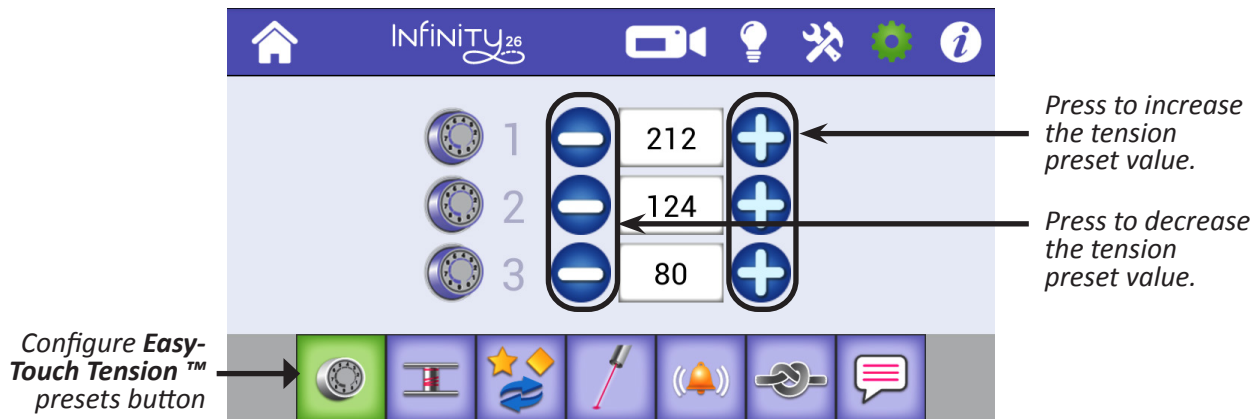 Infinity 26
i
1 212
2 124
3 80
Press to increase
the tension
preset value.
Press to decrease
the tension
preset value.
Configure Easy-
Touch Tension ™
presets button